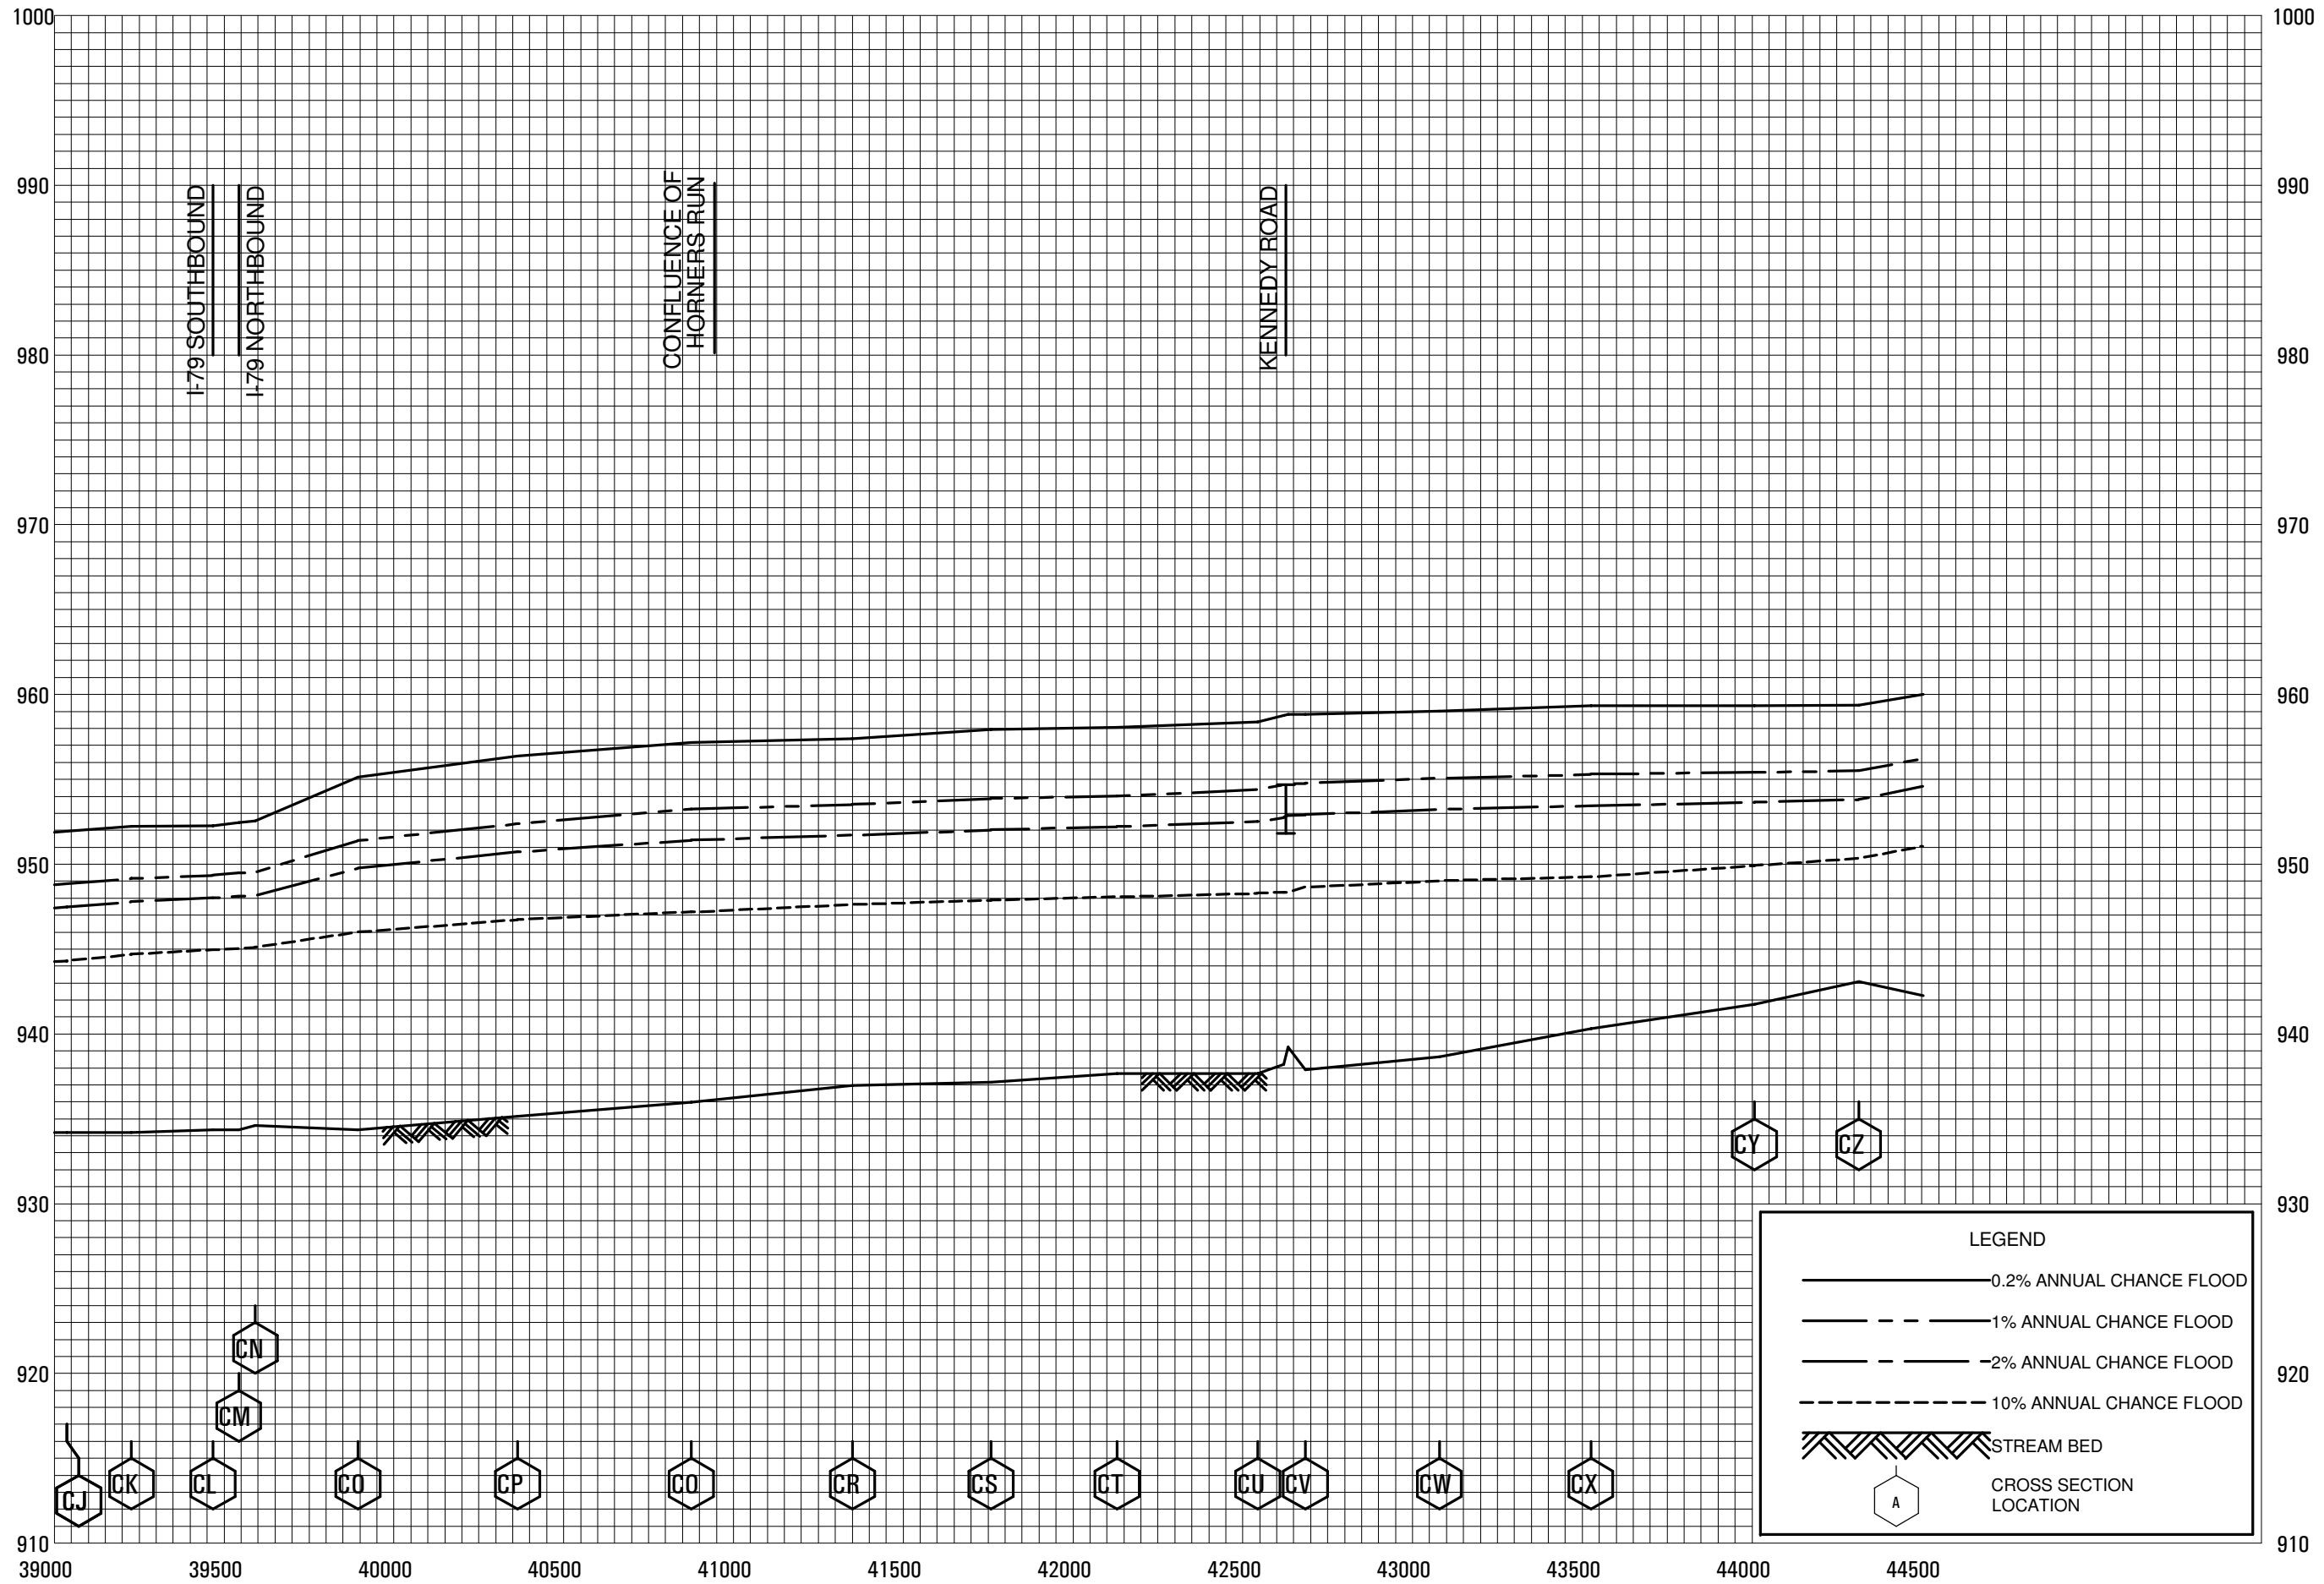 1000
1000
I-79 SOUTHBOUND
I-79 NORTHBOUND
CONFLUENCE OF
HORNERS RUN
KENNEDY ROAD
990
990
980
980
970
970
960
960
950
950
940
940
CY
CZ
930
930
CN
920
920
CM
CJ
CK
CL
CO
CP
CQ
CR
CS
CT
CU
CV
CW
CX
LEGEND
0.2% ANNUAL CHANCE FLOOD
1% ANNUAL CHANCE FLOOD
2% ANNUAL CHANCE FLOOD
10% ANNUAL CHANCE FLOOD
STREAM BED
A
CROSS SECTION
LOCATION
910
910
39000
39500
40000
40500
41000
41500
42000
42500
43000
43500
44000
44500